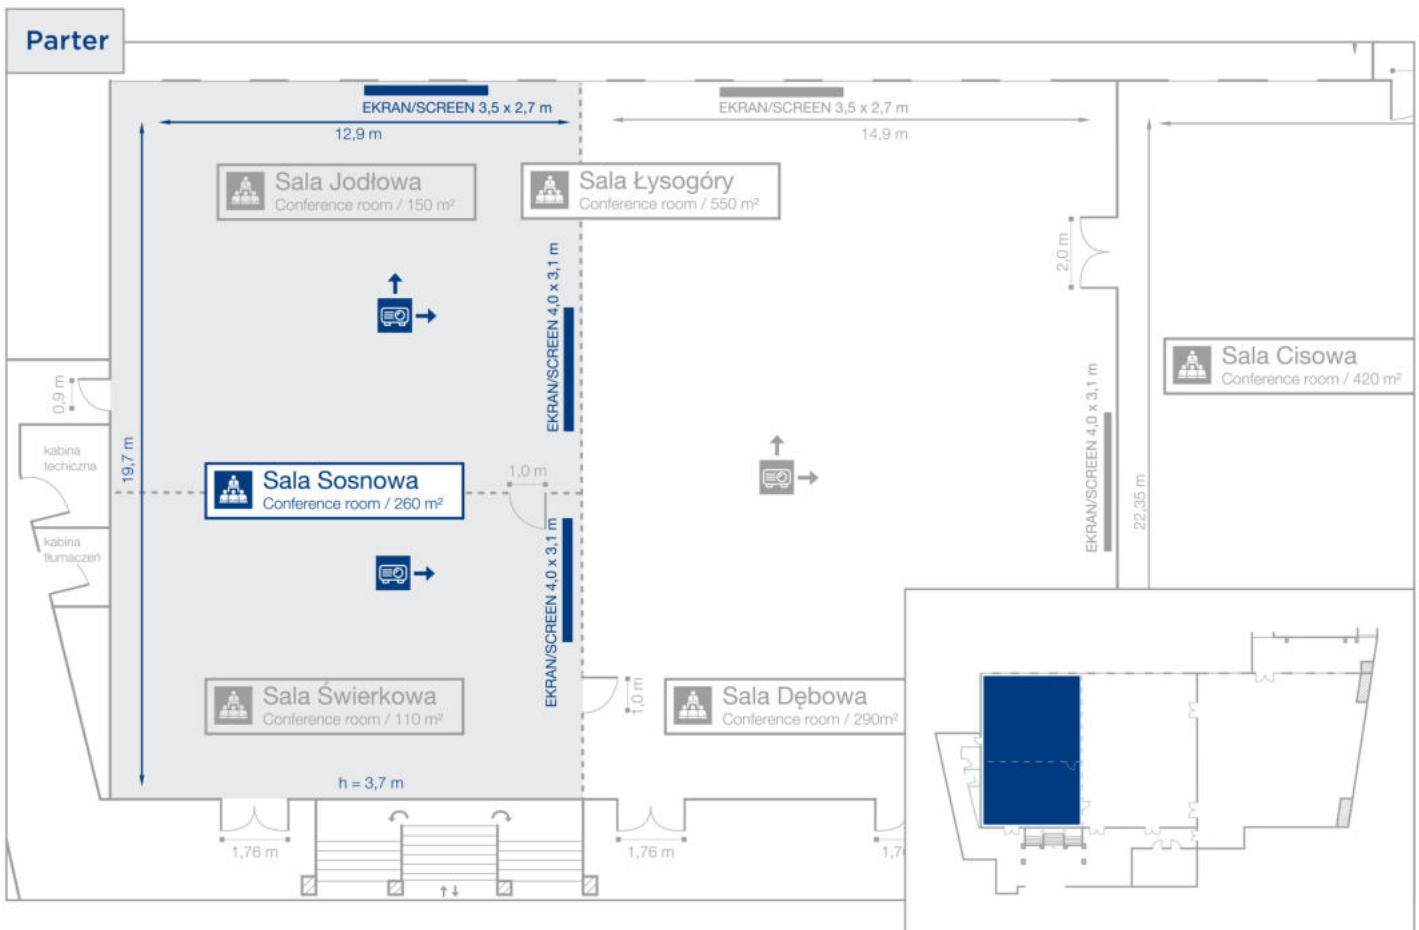 Parter
EKRAN/SCREEN 3,5 x 2,7 m
EKRAN/SCREEN 3,5 x 2,7 m
12,9 m
14,9 m
Sala Jodłowa
Conference room / 150 m²
Sala Łysogóry
Conference room / 550 m²
2,0 m
EKRAN/SCREEN 4,0 x 3,1 m
Sala Cisowa
Conference room / 420 m²
0,9 m
EKRAN/SCREEN 4,0 x 3,1 m
kabina
techiczna
19,7 m
Sala Sosnowa
Conference room / 260 m²
1,0 m
22,35 m
kabina
tłumaczeń
EKRAN/SCREEN 4,0 x 3,1 m
Sala Świerkowa
Conference room / 110 m²
1,0 m
Sala Dębowa
Conference room / 290m²
h = 3,7 m
1,76 m
1,76 m
1,7